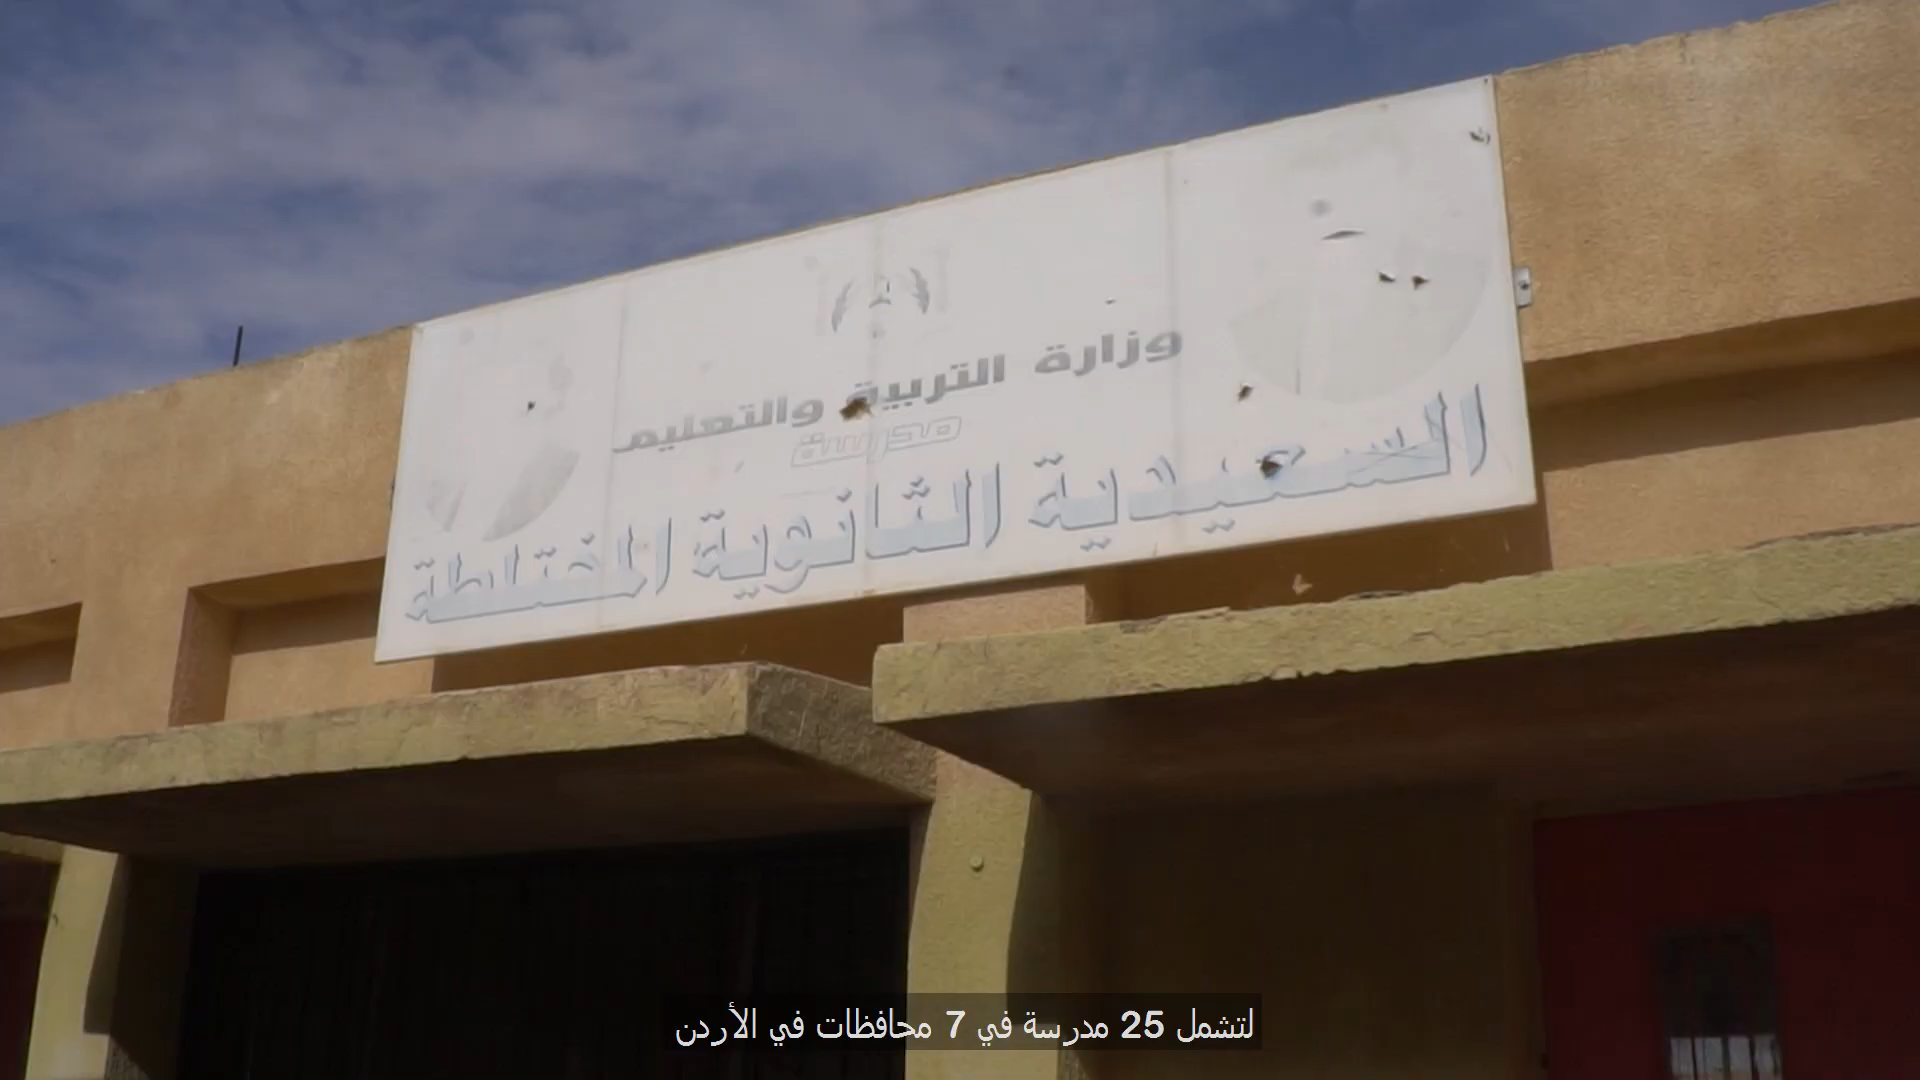 وزارة التربية والتعليم
مدرسة
السعيدية الثانوية المختلطة
لتشمل 25 مدرسة في 7 محافظات في الأردن